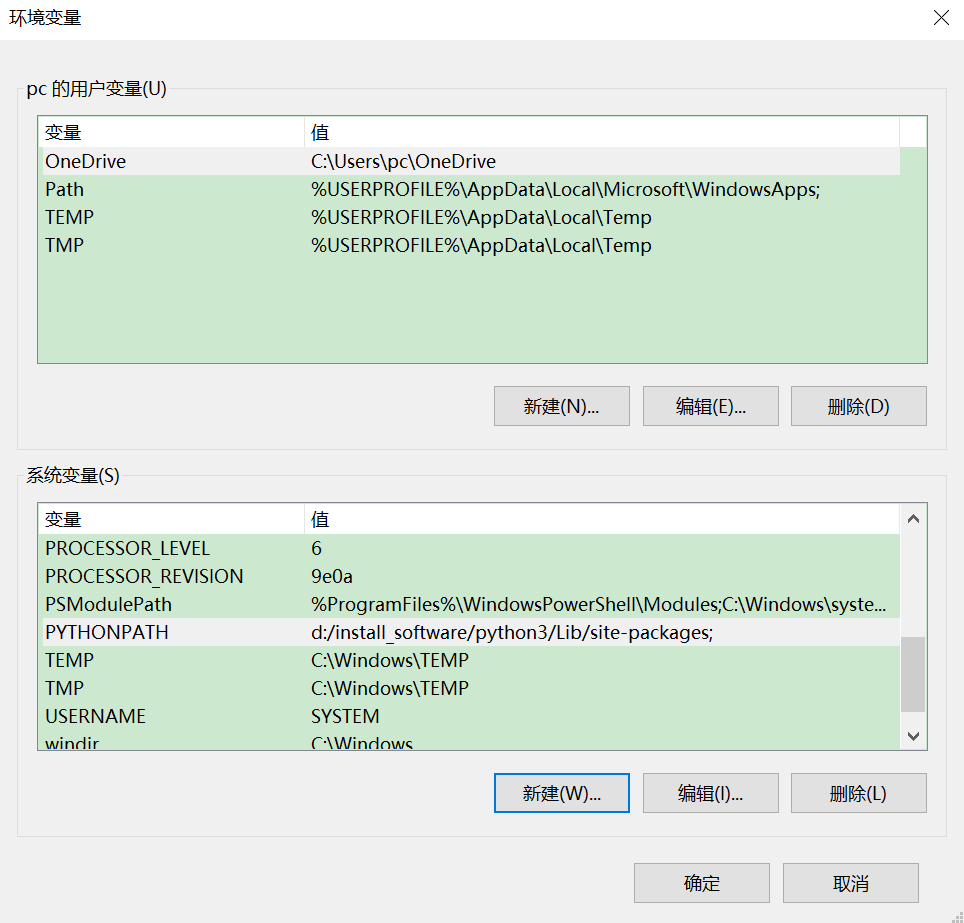 环境变量
pc 的用户变量(U)
变量 值
OneDrive C:\Users\pc\OneDrive
Path %USERPROFILE%\AppData\Local\Microsoft\WindowsApps;
TEMP %USERPROFILE%\AppData\Local\Temp
TMP %USERPROFILE%\AppData\Local\Temp
新建(N)... 编辑(E)... 删除(D)
系统变量(S)
变量 值
PROCESSOR_LEVEL 6
PROCESSOR_REVISION 9e0a
PSModulePath %ProgramFiles%\WindowsPowerShell\Modules;C:\Windows\syste...
PYTHONPATH d:/install_software/python3/Lib/site-packages;
TEMP C:\Windows\TEMP
TMP C:\Windows\TEMP
USERNAME SYSTEM
windir C:\Windows
新建(W)... 编辑(I)... 删除(L)
确定 取消